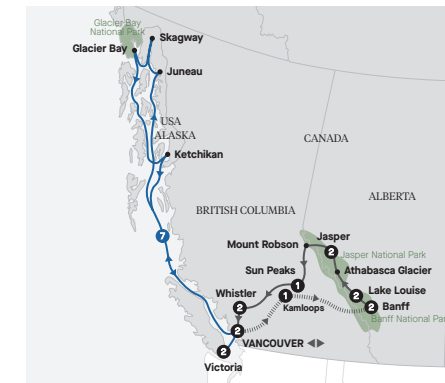 Glacier Bay
National Park
Skagway
Glacier Bay
Juneau
USA
ALASKA
CANADA
Ketchikan
ALBERTA
BRITISH COLUMBIA
7
Mount Robson
Jasper
2
Jasper National Park
Sun Peaks
1
Athabasca Glacier
Whistler
2
1
Kamloops
2
Lake Louise
2
Banff
Banff National Par
2
VANCOUVER
2
Victoria